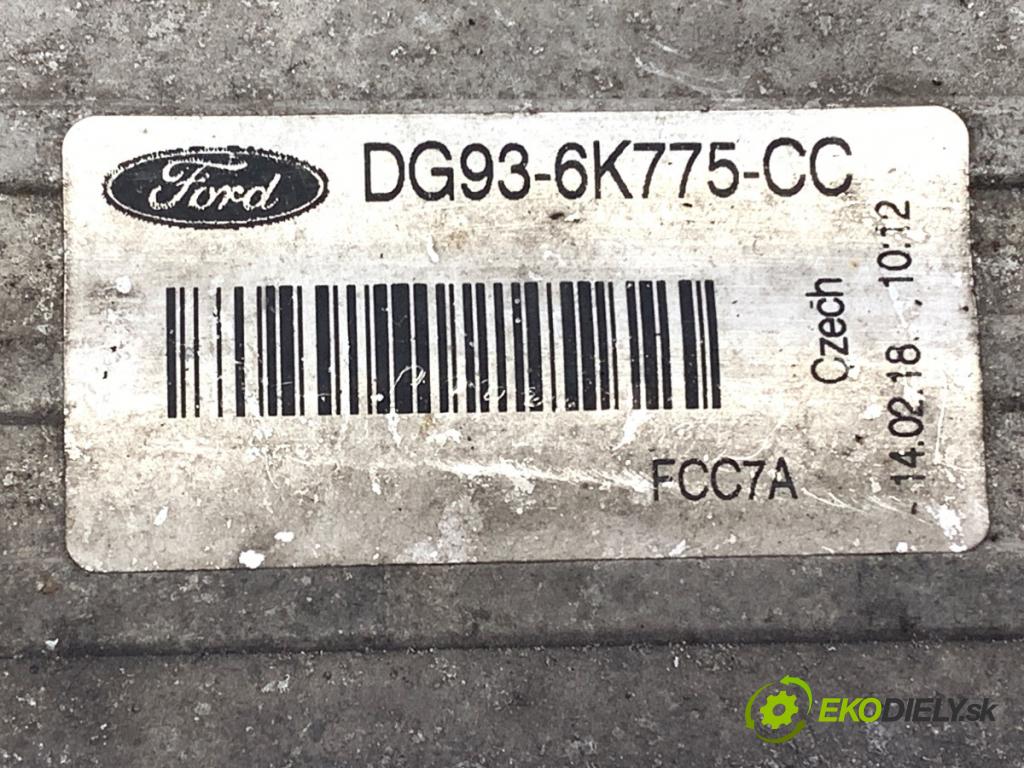 Ford
DG93-6K775-CC
Czech
14.02.18 10:12
FCC7A
EKODIELY.sk